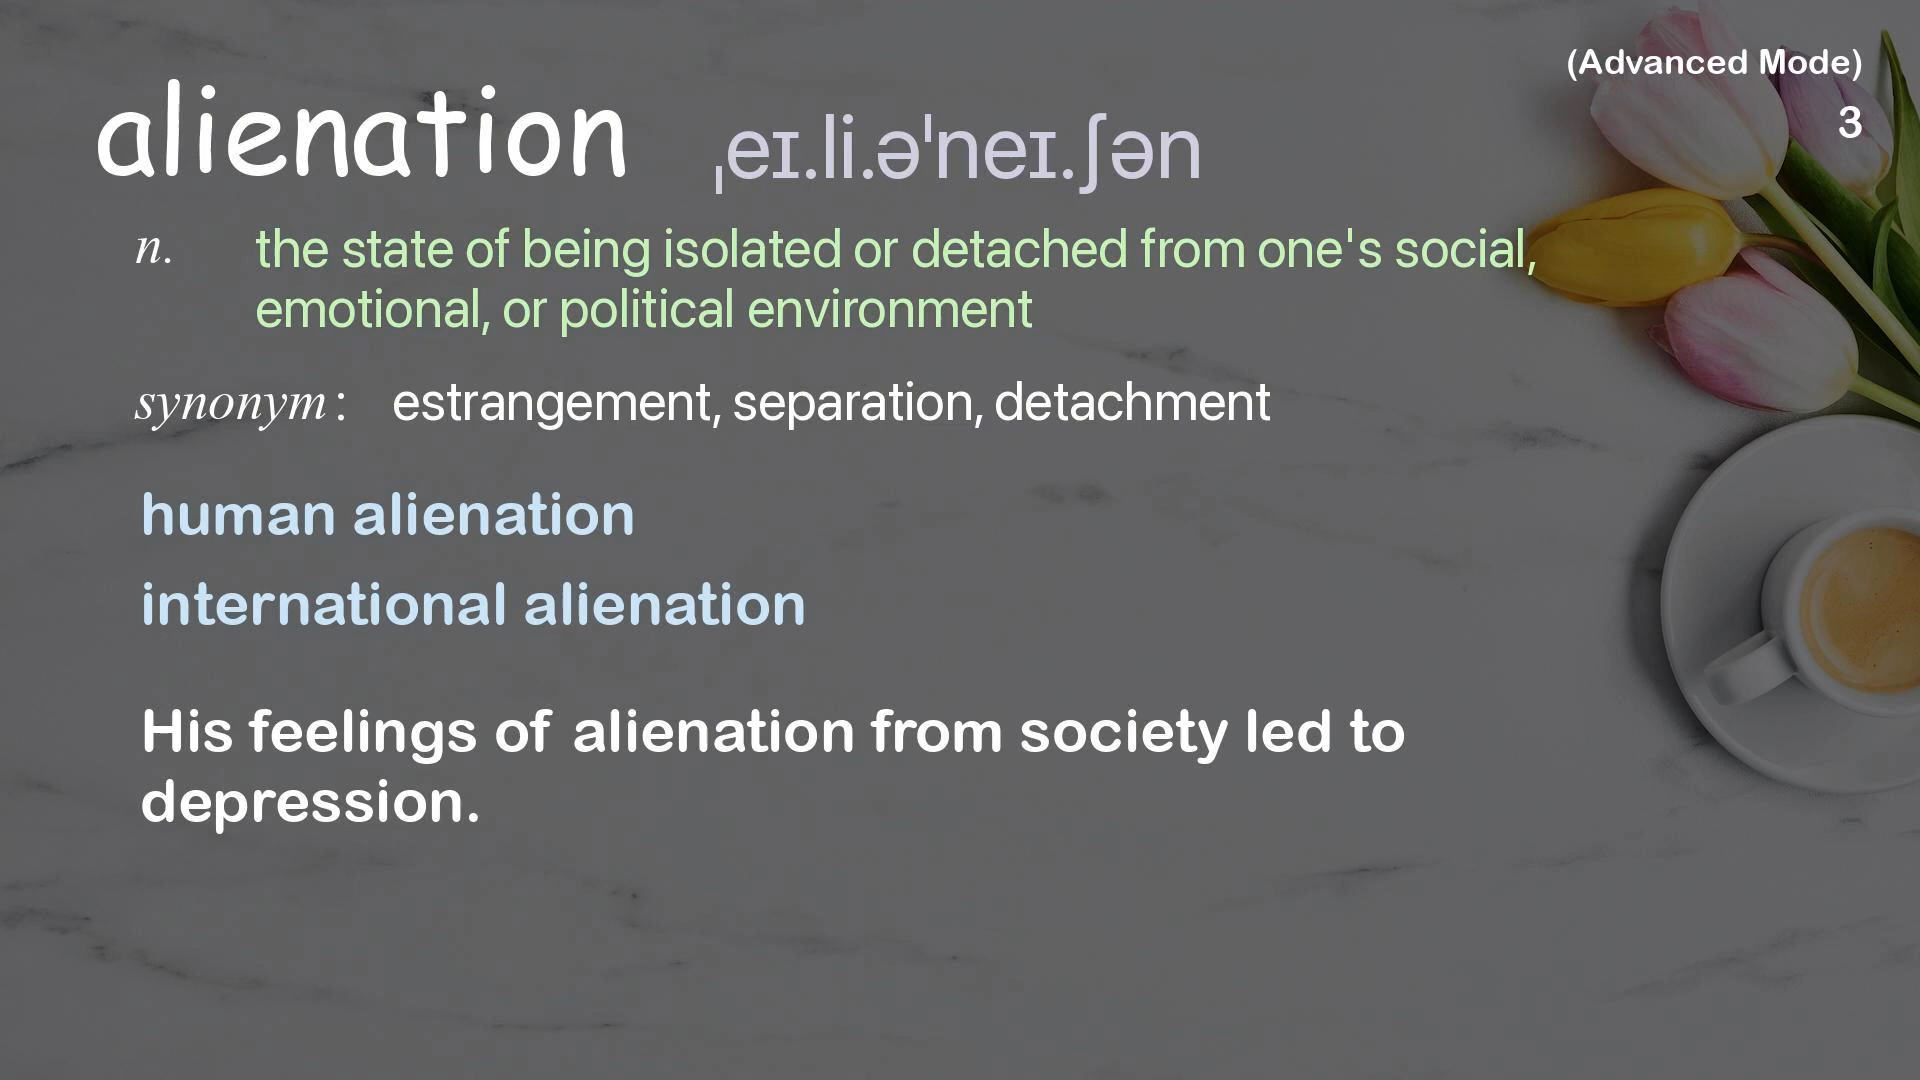 (Advanced Mode)
3
alienation ˌeɪ.li.əˈneɪ.ʃən
n. the state of being isolated or detached from one's social,
emotional, or political environment
synonym: estrangement, separation, detachment
human alienation
international alienation
His feelings of alienation from society led to
depression.